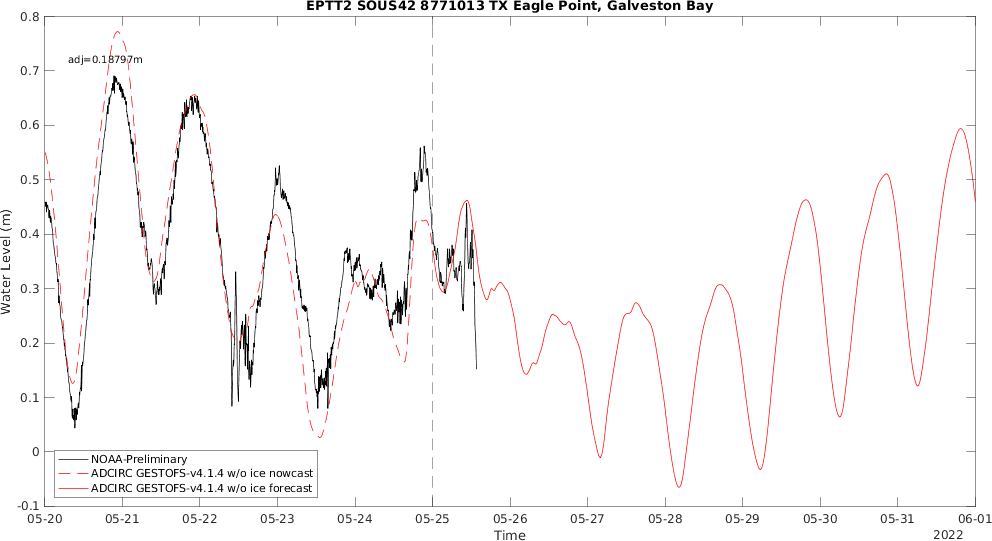 EPTT2 SOUS42 8771013 TX Eagle Point, Galveston Bay
adj=0.18797m
Water Level (m)
0.8
0.7
0.6
0.5
0.4
0.3
0.2
0.1
0
-0.1
NOAA-Preliminary
ADCIRC GESTOFS-v4.1.4 w/o ice nowcast
ADCIRC GESTOFS-v4.1.4 w/o ice forecast
05-20 05-21 05-22 05-23 05-24 05-25 05-26 05-27 05-28 05-29 05-30 05-31 06-01
Time
2022